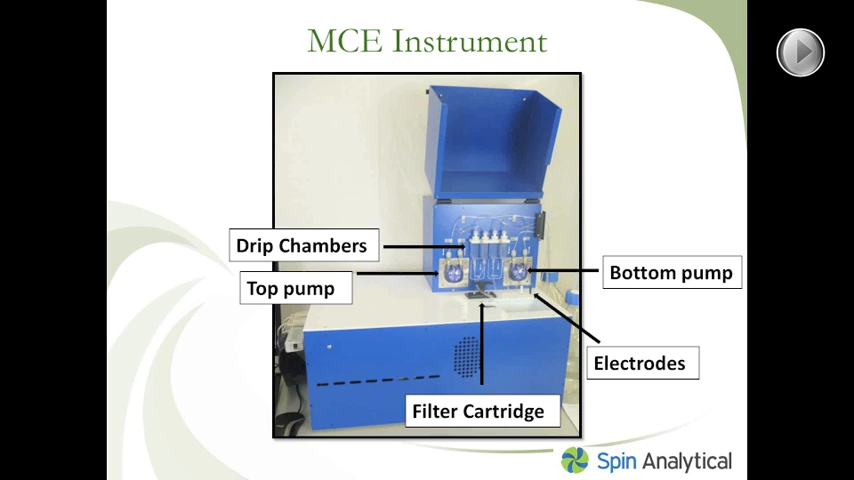 MCE Instrument
Drip Chambers
Top pump
Bottom pump
Electrodes
Filter Cartridge
Spin Analytical